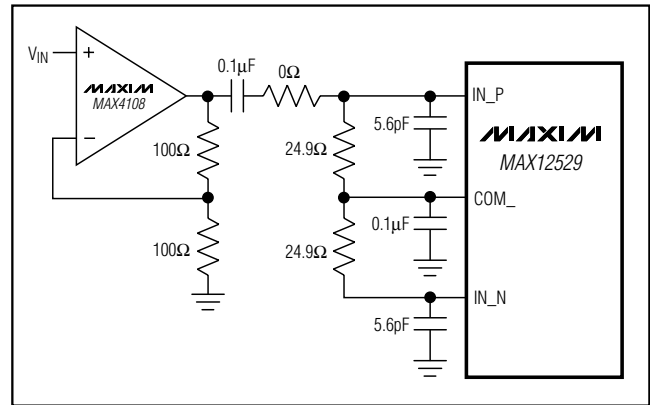 V_IN
+
MAXIM
MAX4108
−
0.1μF
0Ω
100Ω
100Ω
24.9Ω
24.9Ω
5.6pF
0.1μF
5.6pF
IN_P
MAXIM
MAX12529
COM_
IN_N